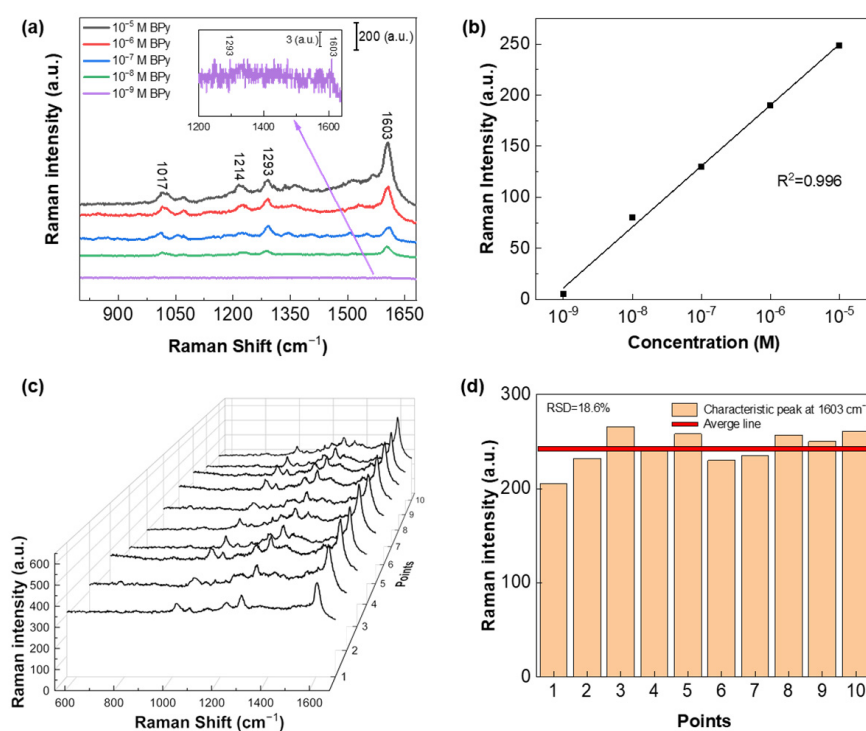 (a)
10⁻⁵ M BPy
10⁻⁶ M BPy
10⁻⁷ M BPy
10⁻⁸ M BPy
10⁻⁹ M BPy
1293
3 (a.u.)
1603
1200 1400 1600
200 (a.u.)
1017
1214
1293
1603
Raman intensity (a.u.)
900 1050 1200 1350 1500 1650
Raman Shift (cm⁻¹)
(b)
250
200
150
100
50
0
Raman Intensity (a.u.)
R²=0.996
10⁻⁹ 10⁻⁸ 10⁻⁷ 10⁻⁶ 10⁻⁵
Concentration (M)
(c)
600
500
400
300
200
100
0
Raman intensity (a.u.)
600 800 1000 1200 1400 1600
Raman Shift (cm⁻¹)
1
2
3
4
5
6
7
8
9
10
Points
(d)
300
200
100
0
Raman intensity (a.u.)
RSD=18.6%
Characteristic peak at 1603 cm⁻
Averge line
1 2 3 4 5 6 7 8 9 10
Points